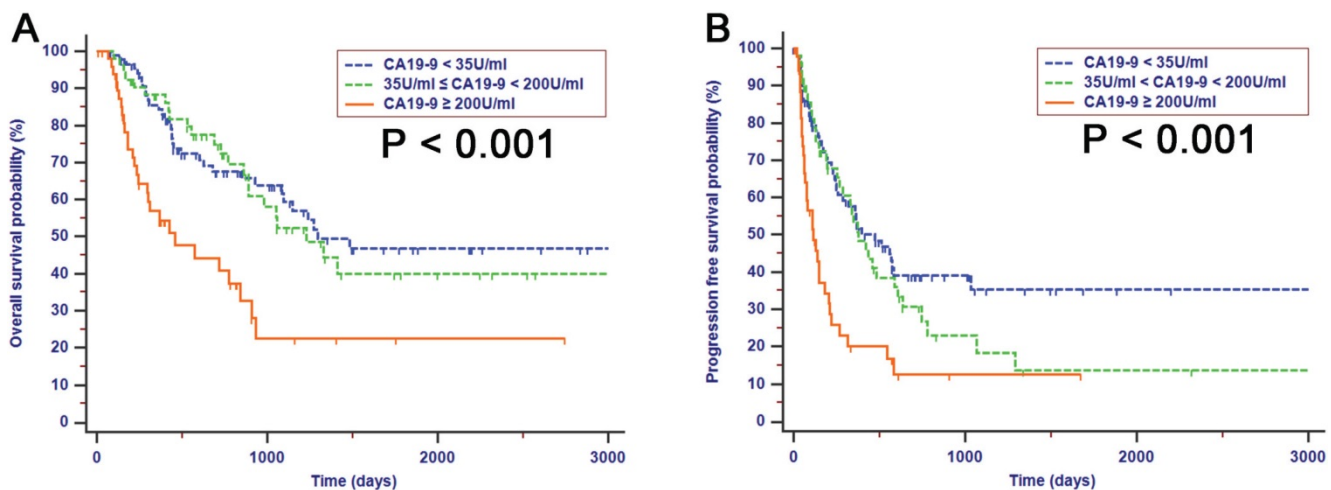 A
Overall survival probability (%)
100
90
80
70
60
50
40
30
20
10
0
0
1000
2000
3000
Time (days)
CA19-9 < 35U/ml
35U/ml ≤ CA19-9 < 200U/ml
CA19-9 ≥ 200U/ml
P < 0.001
B
Progression free survival probability (%)
100
90
80
70
60
50
40
30
20
10
0
0
1000
2000
3000
Time (days)
CA19-9 < 35U/ml
35U/ml < CA19-9 < 200U/ml
CA19-9 ≥ 200U/ml
P < 0.001